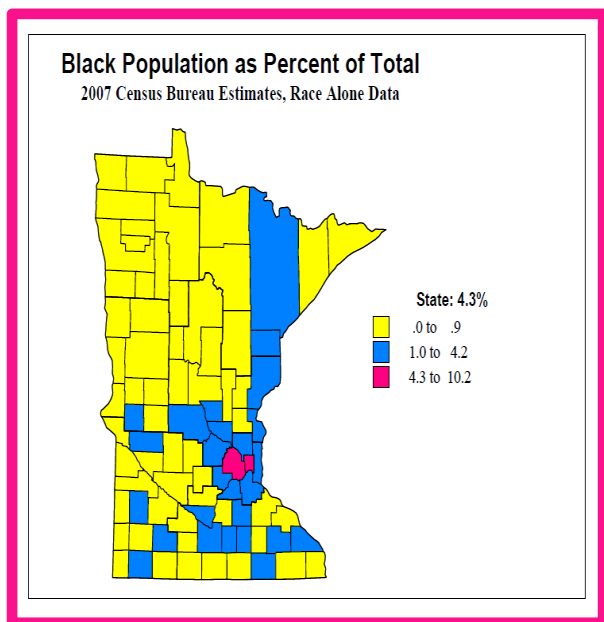 Black Population as Percent of Total
2007 Census Bureau Estimates, Race Alone Data
State: 4.3%
.0 to .9
1.0 to 4.2
4.3 to 10.2